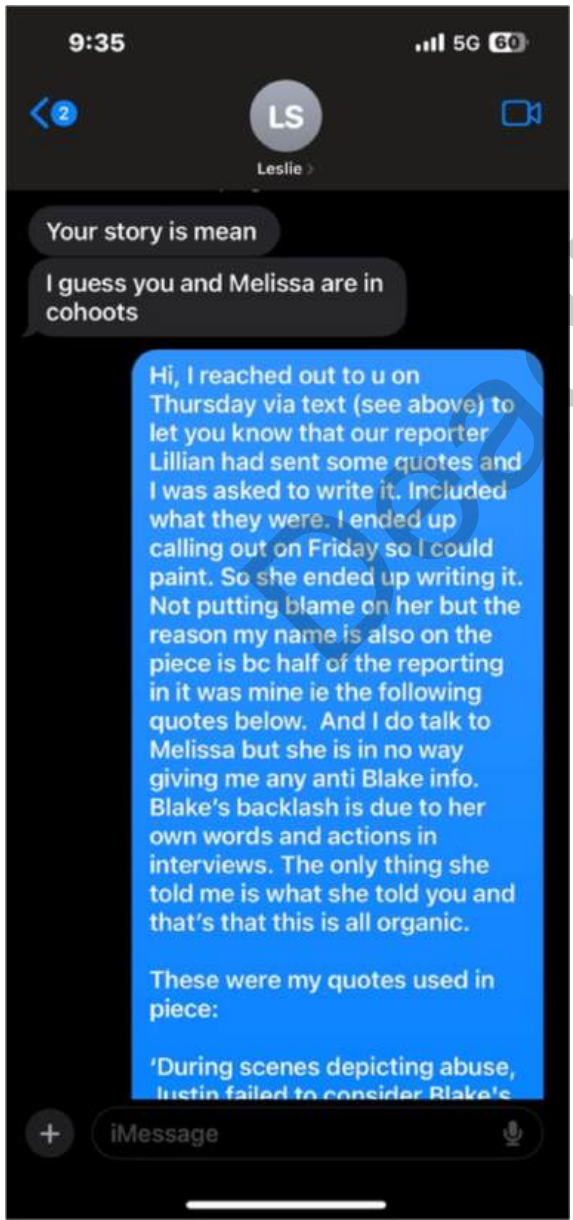 9:35
5G 60
2
LS
Leslie
Your story is mean
I guess you and Melissa are in
cohoots
Hi, I reached out to u on
Thursday via text (see above) to
let you know that our reporter
Lillian had sent some quotes and
I was asked to write it. Included
what they were. I ended up
calling out on Friday so I could
paint. So she ended up writing it.
Not putting blame on her but the
reason my name is also on the
piece is bc half of the reporting
in it was mine ie the following
quotes below.  And I do talk to
Melissa but she is in no way
giving me any anti Blake info.
Blake's backlash is due to her
own words and actions in
interviews. The only thing she
told me is what she told you and
that's that this is all organic.
These were my quotes used in
piece:
‘During scenes depicting abuse,
Justin failed to consider Blake's
iMessage